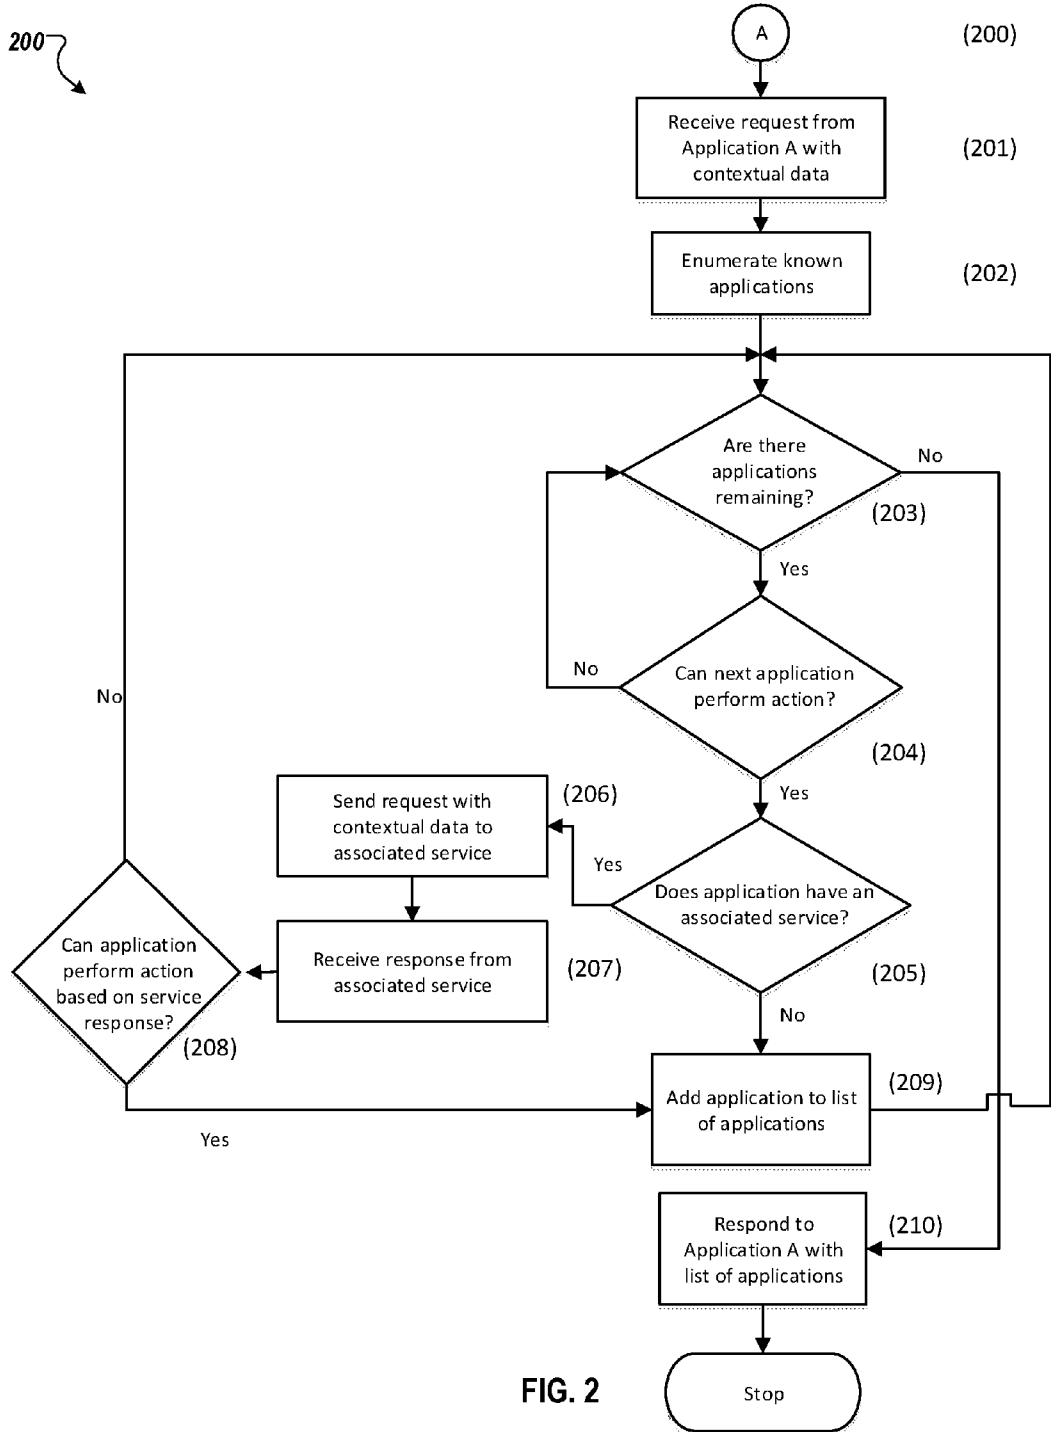 200
A
(200)
Receive request from
Application A with
contextual data
(201)
Enumerate known
applications
(202)
Are there
applications
remaining?
No
(203)
Yes
No
Can next application
perform action?
No
(204)
Yes
Send request with
contextual data to
associated service
(206)
Yes
Does application have an
associated service?
(205)
Can application
perform action
based on service
response?
(208)
Receive response from
associated service
(207)
No
Yes
Add application to list
of applications
(209)
Respond to
Application A with
list of applications
(210)
Stop
FIG. 2